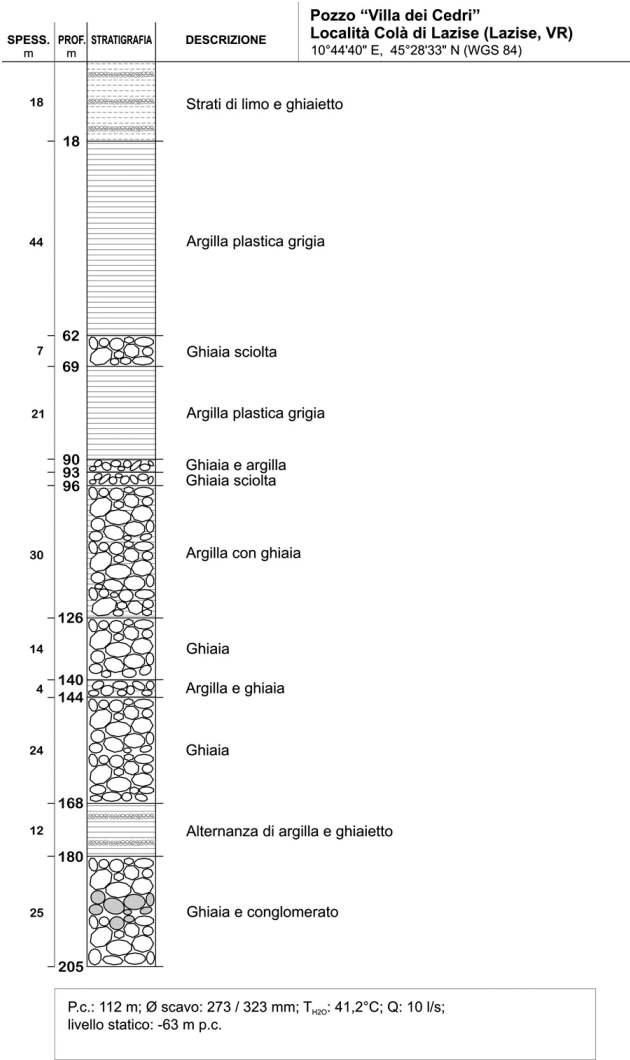 Pozzo “Villa dei Cedri”
Località Colà di Lazise (Lazise, VR)
10°44'40" E, 45°28'33" N (WGS 84)
SPESS. PROF. STRATIGRAFIA DESCRIZIONE
m m
18 Strati di limo e ghiaietto
18
44 Argilla plastica grigia
62
7 Ghiaia sciolta
69
21 Argilla plastica grigia
90
Ghiaia e argilla
93
Ghiaia sciolta
96
30 Argilla con ghiaia
126
14 Ghiaia
140
4 Argilla e ghiaia
144
24 Ghiaia
168
12 Alternanza di argilla e ghiaietto
180
25 Ghiaia e conglomerato
205
P.c.: 112 m; Ø scavo: 273 / 323 mm; TH2O: 41,2°C; Q: 10 l/s;
livello statico: -63 m p.c.